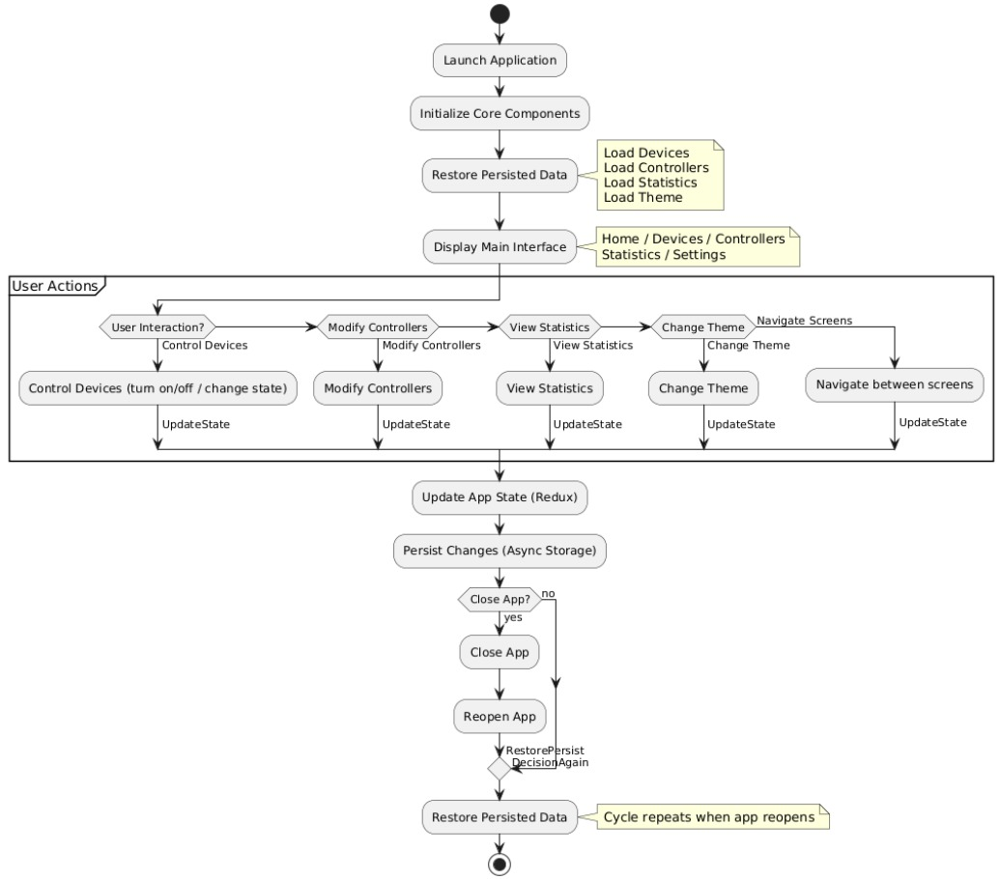 Launch Application
Initialize Core Components
Restore Persisted Data
Load Devices
Load Controllers
Load Statistics
Load Theme
Display Main Interface
Home / Devices / Controllers
Statistics / Settings
User Actions
User Interaction?
Control Devices
Modify Controllers
Modify Controllers
View Statistics
View Statistics
Change Theme
Change Theme
Navigate Screens
Control Devices (turn on/off / change state)
Modify Controllers
View Statistics
Change Theme
Navigate between screens
UpdateState
UpdateState
UpdateState
UpdateState
UpdateState
Update App State (Redux)
Persist Changes (Async Storage)
Close App?
no
yes
Close App
Reopen App
RestorePersist
DecisionAgain
Restore Persisted Data
Cycle repeats when app reopens